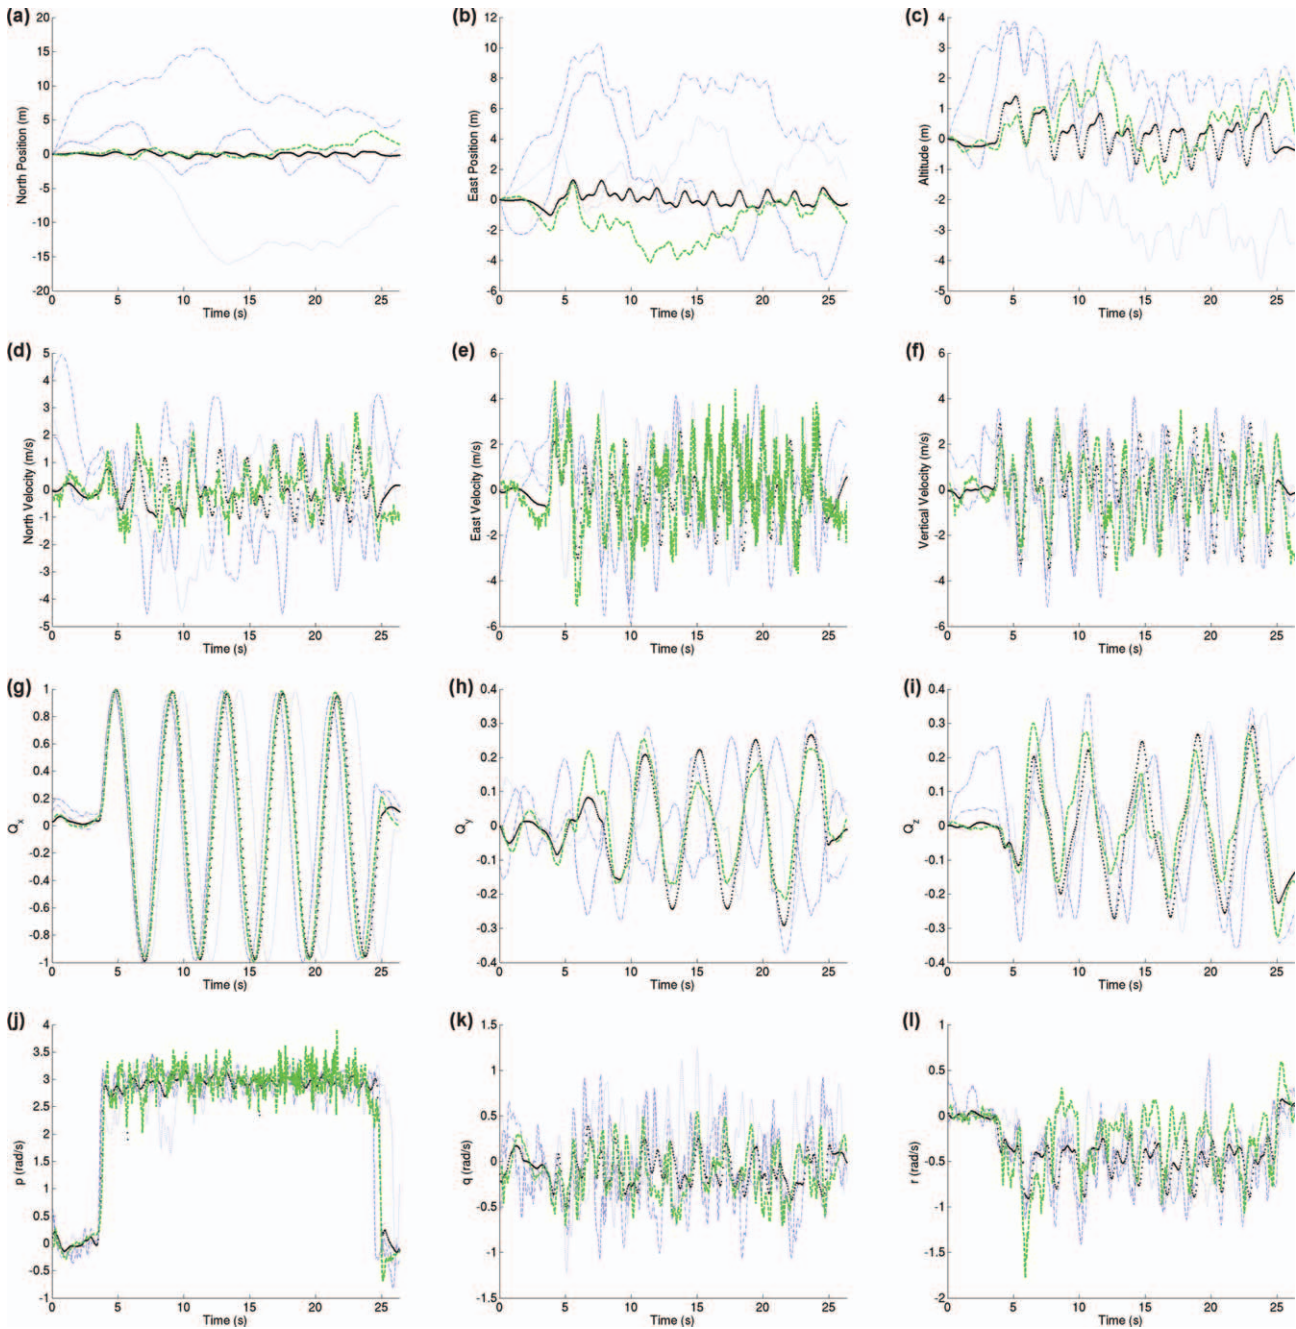 (a)
20
15
10
5
0
-5
-10
-15
-20
North Position (m)
0 5 10 15 20 25
Time (s)
(b)
12
10
8
6
4
2
0
-2
-4
-6
East Position (m)
0 5 10 15 20 25
Time (s)
(c)
4
3
2
1
0
-1
-2
-3
-4
-5
Altitude (m)
0 5 10 15 20 25
Time (s)
(d)
5
4
3
2
1
0
-1
-2
-3
-4
-5
North Velocity (m/s)
0 5 10 15 20 25
Time (s)
(e)
6
4
2
0
-2
-4
-6
East Velocity (m/s)
0 5 10 15 20 25
Time (s)
(f)
6
4
2
0
-2
-4
-6
Vertical Velocity (m/s)
0 5 10 15 20 25
Time (s)
(g)
1
0.8
0.6
0.4
0.2
0
-0.2
-0.4
-0.6
-0.8
-1
Qx
0 5 10 15 20 25
Time (s)
(h)
0.4
0.3
0.2
0.1
0
-0.1
-0.2
-0.3
-0.4
Qy
0 5 10 15 20 25
Time (s)
(i)
0.4
0.3
0.2
0.1
0
-0.1
-0.2
-0.3
-0.4
Qz
0 5 10 15 20 25
Time (s)
(j)
4
3.5
3
2.5
2
1.5
1
0.5
0
-0.5
-1
p (rad/s)
0 5 10 15 20 25
Time (s)
(k)
1.5
1
0.5
0
-0.5
-1
-1.5
q (rad/s)
0 5 10 15 20 25
Time (s)
(l)
1
0.5
0
-0.5
-1
-1.5
-2
r (rad/s)
0 5 10 15 20 25
Time (s)